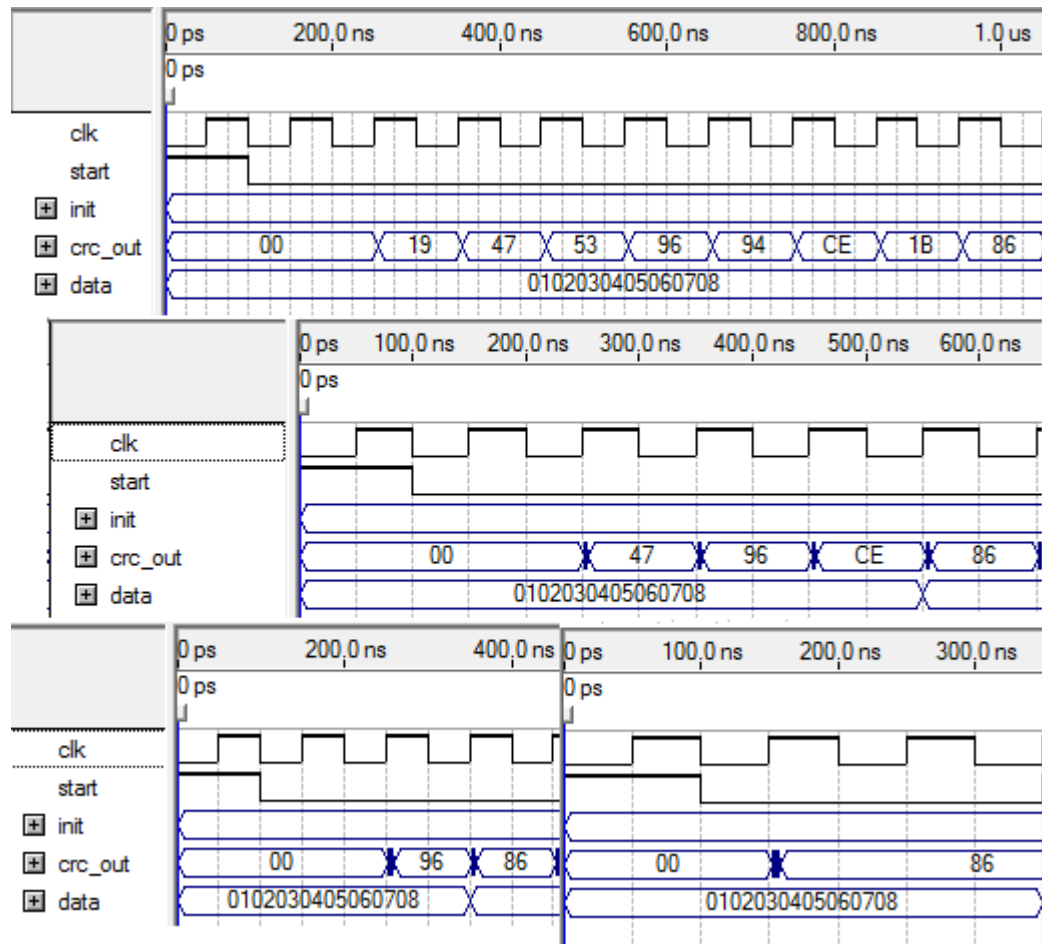 0 ps 200.0 ns 400.0 ns 600.0 ns 800.0 ns 1.0 us
0 ps
clk
start
init
crc_out 00 19 47 53 96 94 CE 1B 86
data 0102030405060708
0 ps 100.0 ns 200.0 ns 300.0 ns 400.0 ns 500.0 ns 600.0 ns
0 ps
clk
start
init
crc_out 00 47 96 CE 86
data 0102030405060708
0 ps 200.0 ns 400.0 ns 0 ps 100.0 ns 200.0 ns 300.0 ns
0 ps 0 ps
clk
start
init
crc_out 00 96 86 00 86
data 0102030405060708 0102030405060708